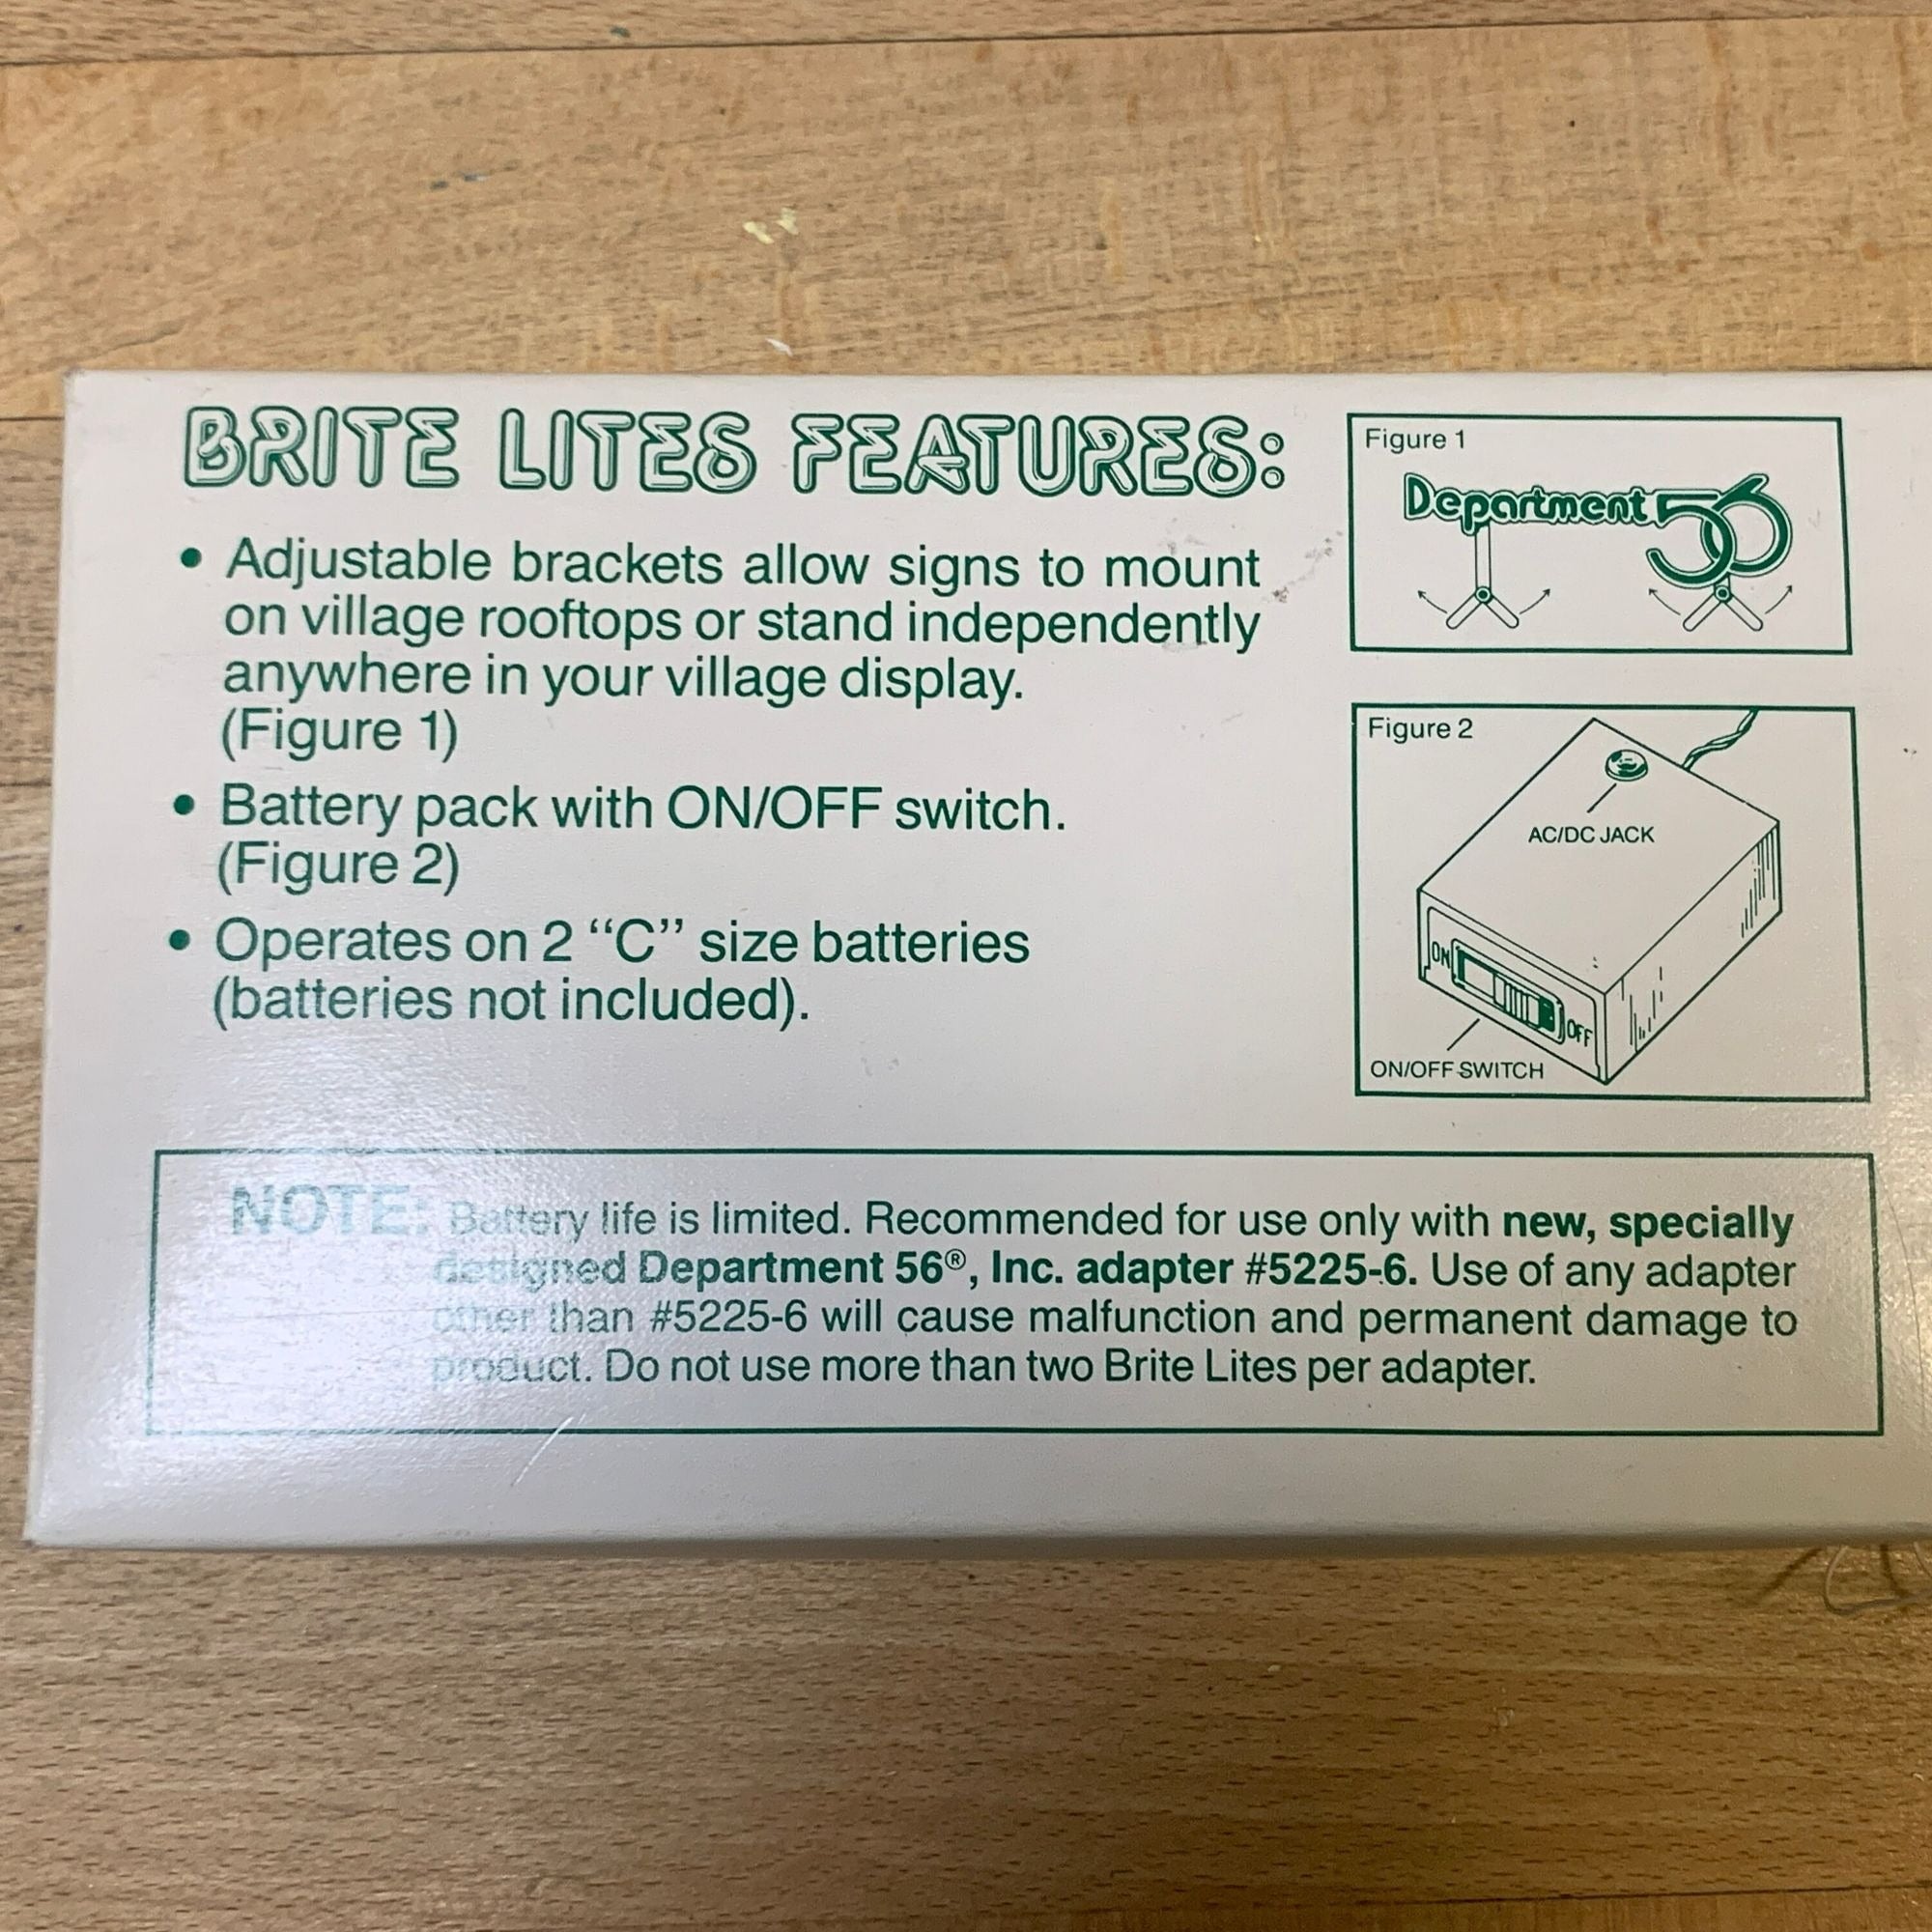 BRITE LITES FEATURES:
• Adjustable brackets allow signs to mount
on village rooftops or stand independently
anywhere in your village display.
(Figure 1)
• Battery pack with ON/OFF switch.
(Figure 2)
• Operates on 2 “C” size batteries
(batteries not included).
Figure 1
Department 56
Figure 2
AC/DC JACK
ON
OFF
ON/OFF SWITCH
NOTE: Battery life is limited. Recommended for use only with new, specially
designed Department 56®, Inc. adapter #5225-6. Use of any adapter
other than #5225-6 will cause malfunction and permanent damage to
product. Do not use more than two Brite Lites per adapter.